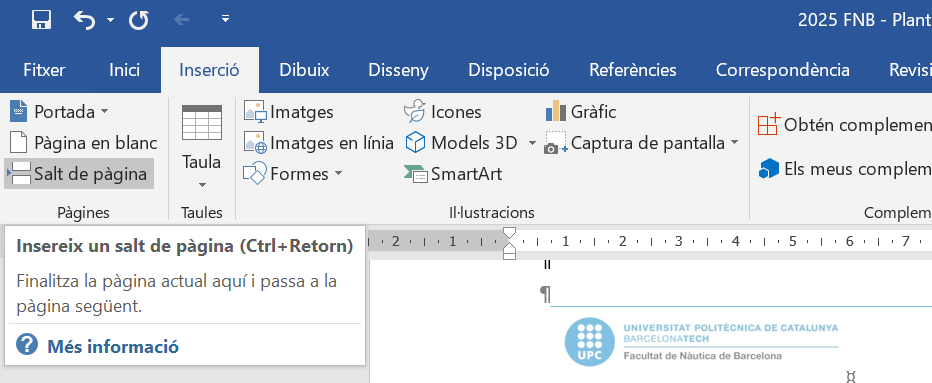 2025 FNB - Plant
Fitxer Inici Inserció Dibuix Disseny Disposició Referències Correspondència Revisi
Portada Imatges Icones Gràfic
Pàgina en blanc Imatges en línia Models 3D Captura de pantalla Obtén complemen
Salt de pàgina Taula Formes SmartArt Els meus complem
Pàgines Taules Il·lustracions Complem
Insereix un salt de pàgina (Ctrl+Retorn)
Finalitza la pàgina actual aquí i passa a la
pàgina següent.
Més informació
2 1 1 2 3 4 5 6 7
¶
UPC
UNIVERSITAT POLITÈCNICA DE CATALUNYA
BARCELONATECH
Facultat de Nàutica de Barcelona
¤